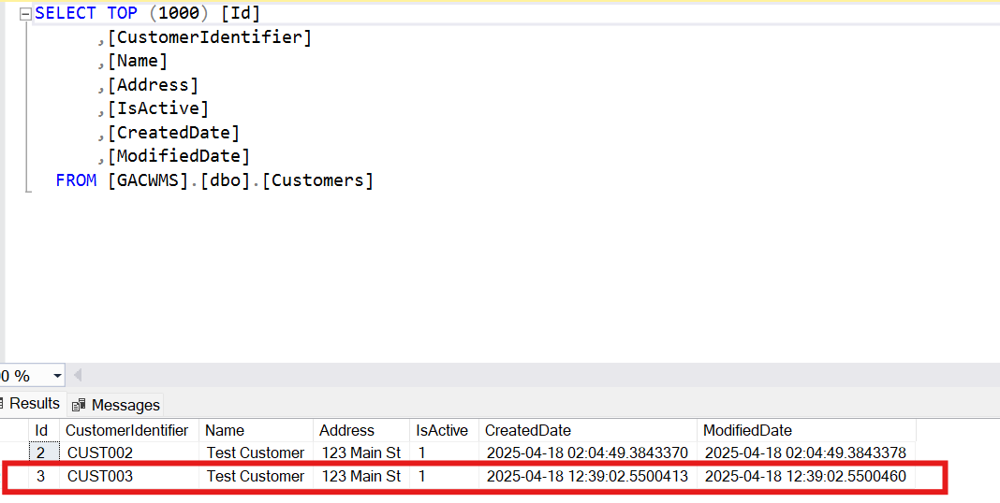 SELECT TOP (1000) [Id]
,[CustomerIdentifier]
,[Name]
,[Address]
,[IsActive]
,[CreatedDate]
,[ModifiedDate]
FROM [GACWMS].[dbo].[Customers]
0 %
Results Messages
Id CustomerIdentifier Name Address IsActive CreatedDate ModifiedDate
2 CUST002 Test Customer 123 Main St 1 2025-04-18 02:04:49.3843370 2025-04-18 02:04:49.3843378
3 CUST003 Test Customer 123 Main St 1 2025-04-18 12:39:02.5500413 2025-04-18 12:39:02.5500460